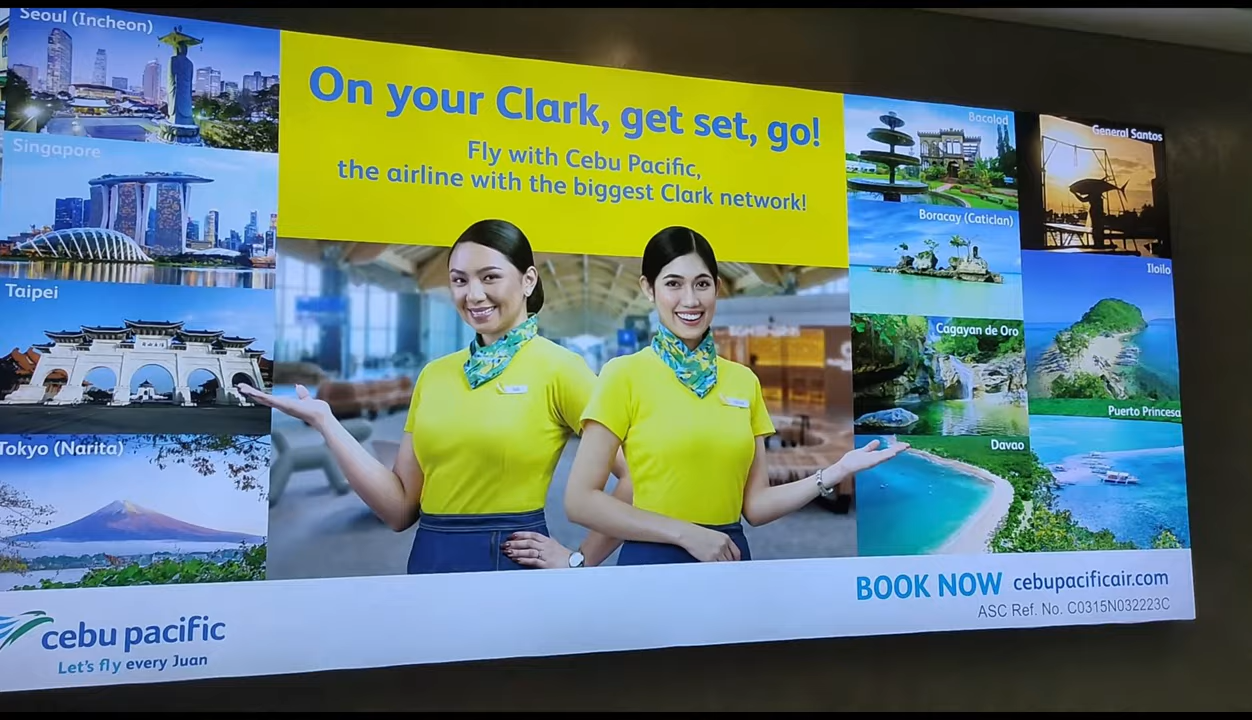 Seoul (Incheon)
Singapore
Taipei
Tokyo (Narita)
On your Clark, get set, go!
Fly with Cebu Pacific,
the airline with the biggest Clark network!
Bacolod
General Santos
Boracay (Caticlan)
Iloilo
Cagayan de Oro
Puerto Princesa
Davao
cebu pacific
Let's fly every Juan
BOOK NOW cebupacificair.com
ASC Ref. No. C0315N032223C